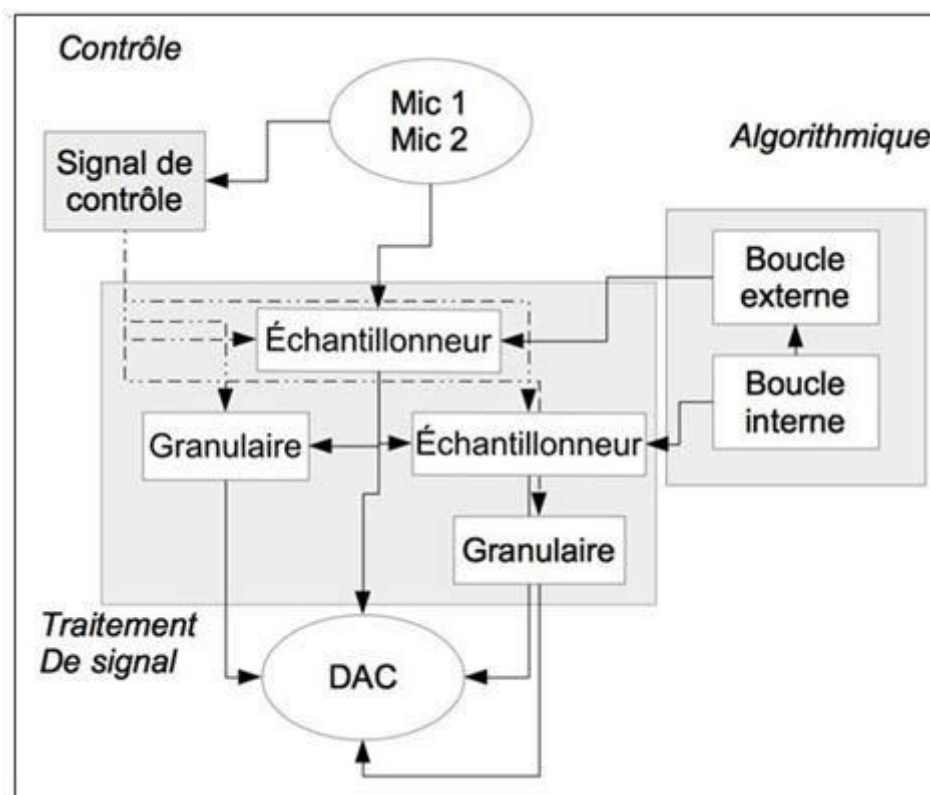 Contrôle
Mic 1
Mic 2
Algorithmique
Signal de
contrôle
Boucle
externe
Échantillonneur
Boucle
interne
Granulaire
Échantillonneur
Granulaire
Traitement
De signal
DAC